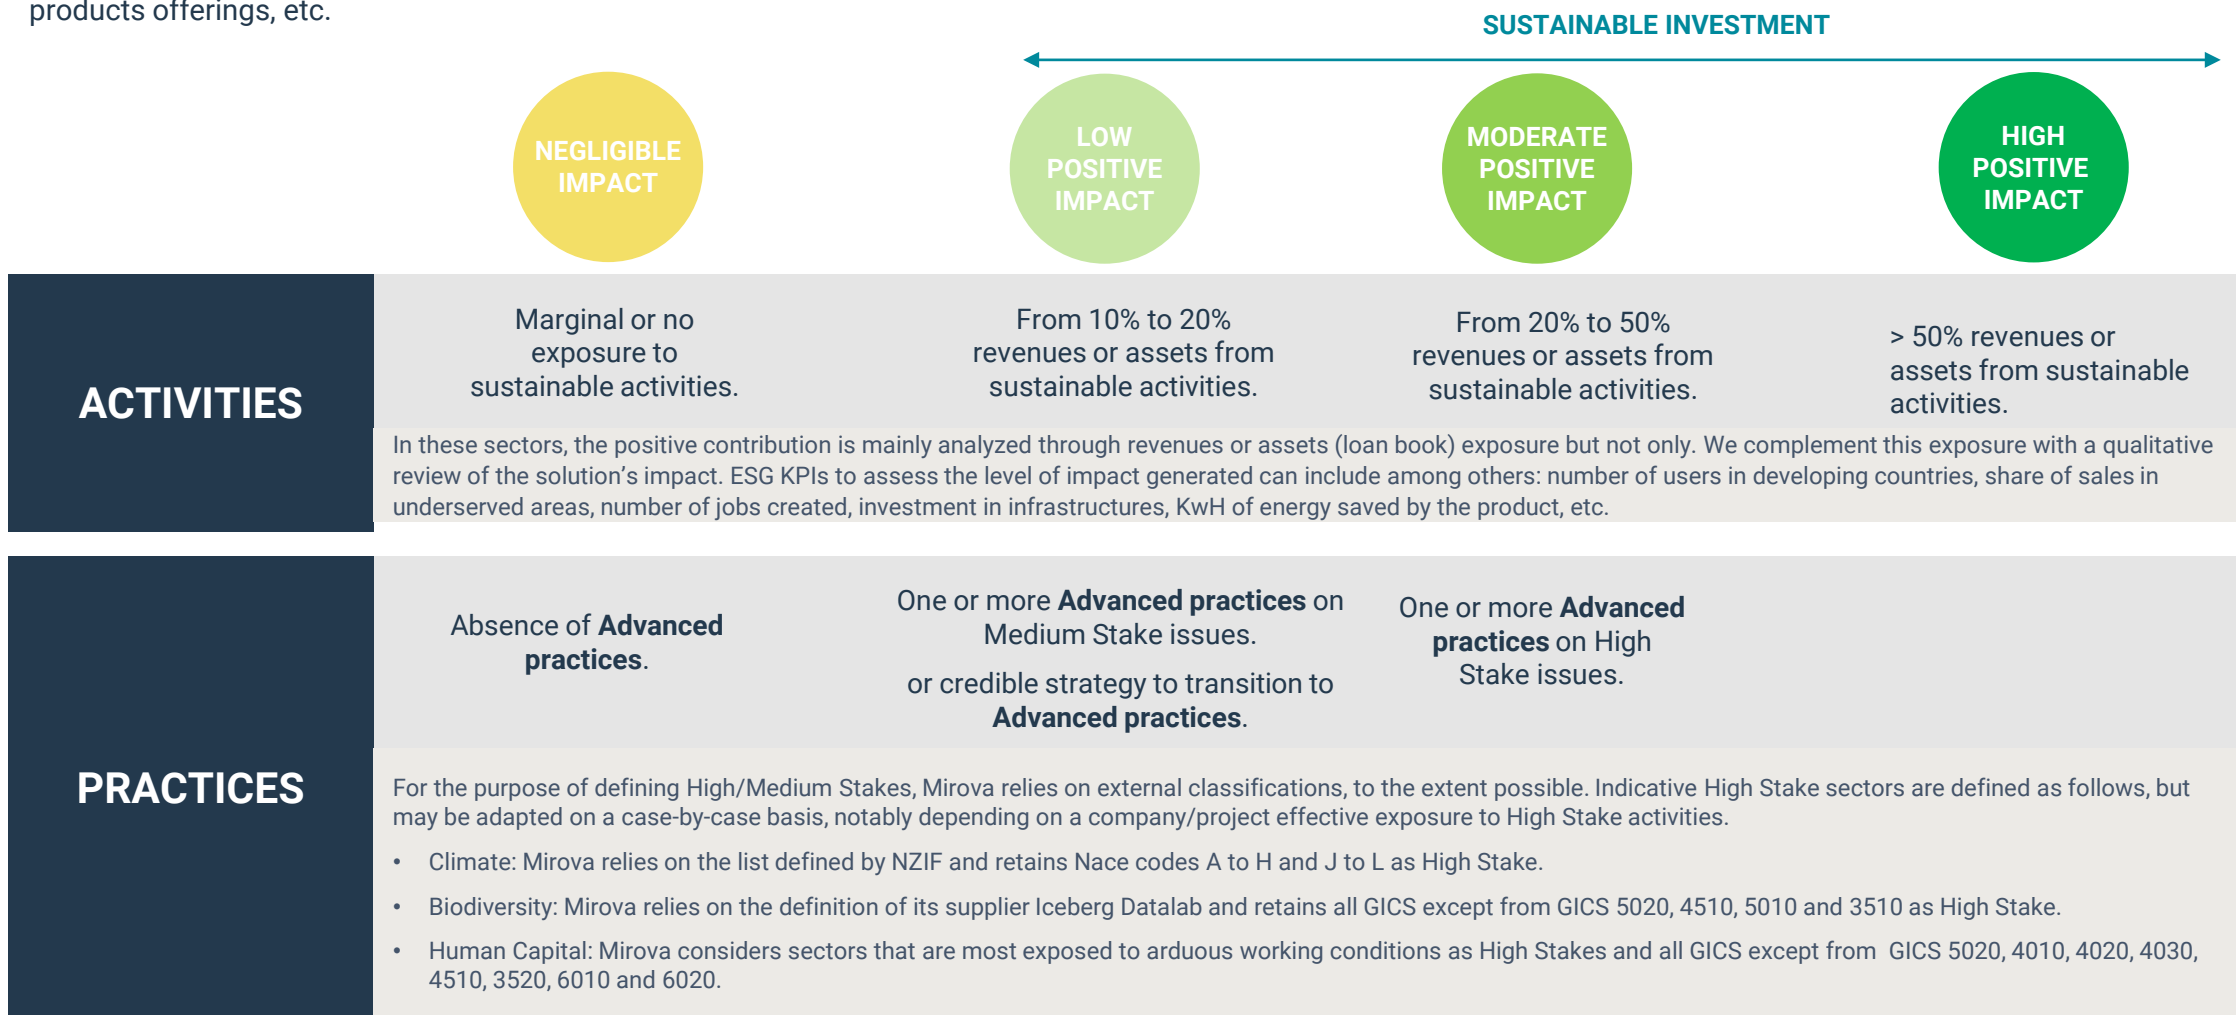 products offerings, etc.
SUSTAINABLE INVESTMENT
NEGLIGIBLE
IMPACT
LOW
POSITIVE
IMPACT
MODERATE
POSITIVE
IMPACT
HIGH
POSITIVE
IMPACT
ACTIVITIES
Marginal or no
exposure to
sustainable activities.
From 10% to 20%
revenues or assets from
sustainable activities.
From 20% to 50%
revenues or assets from
sustainable activities.
> 50% revenues or
assets from sustainable
activities.
In these sectors, the positive contribution is mainly analyzed through revenues or assets (loan book) exposure but not only. We complement this exposure with a qualitative
review of the solution’s impact. ESG KPIs to assess the level of impact generated can include among others: number of users in developing countries, share of sales in
underserved areas, number of jobs created, investment in infrastructures, KwH of energy saved by the product, etc.
PRACTICES
Absence of Advanced
practices.
One or more Advanced practices on
Medium Stake issues.
or credible strategy to transition to
Advanced practices.
One or more Advanced
practices on High
Stake issues.
For the purpose of defining High/Medium Stakes, Mirova relies on external classifications, to the extent possible. Indicative High Stake sectors are defined as follows, but
may be adapted on a case-by-case basis, notably depending on a company/project effective exposure to High Stake activities.
• Climate: Mirova relies on the list defined by NZIF and retains Nace codes A to H and J to L as High Stake.
• Biodiversity: Mirova relies on the definition of its supplier Iceberg Datalab and retains all GICS except from GICS 5020, 4510, 5010 and 3510 as High Stake.
• Human Capital: Mirova considers sectors that are most exposed to arduous working conditions as High Stakes and all GICS except from GICS 5020, 4010, 4020, 4030,
4510, 3520, 6010 and 6020.